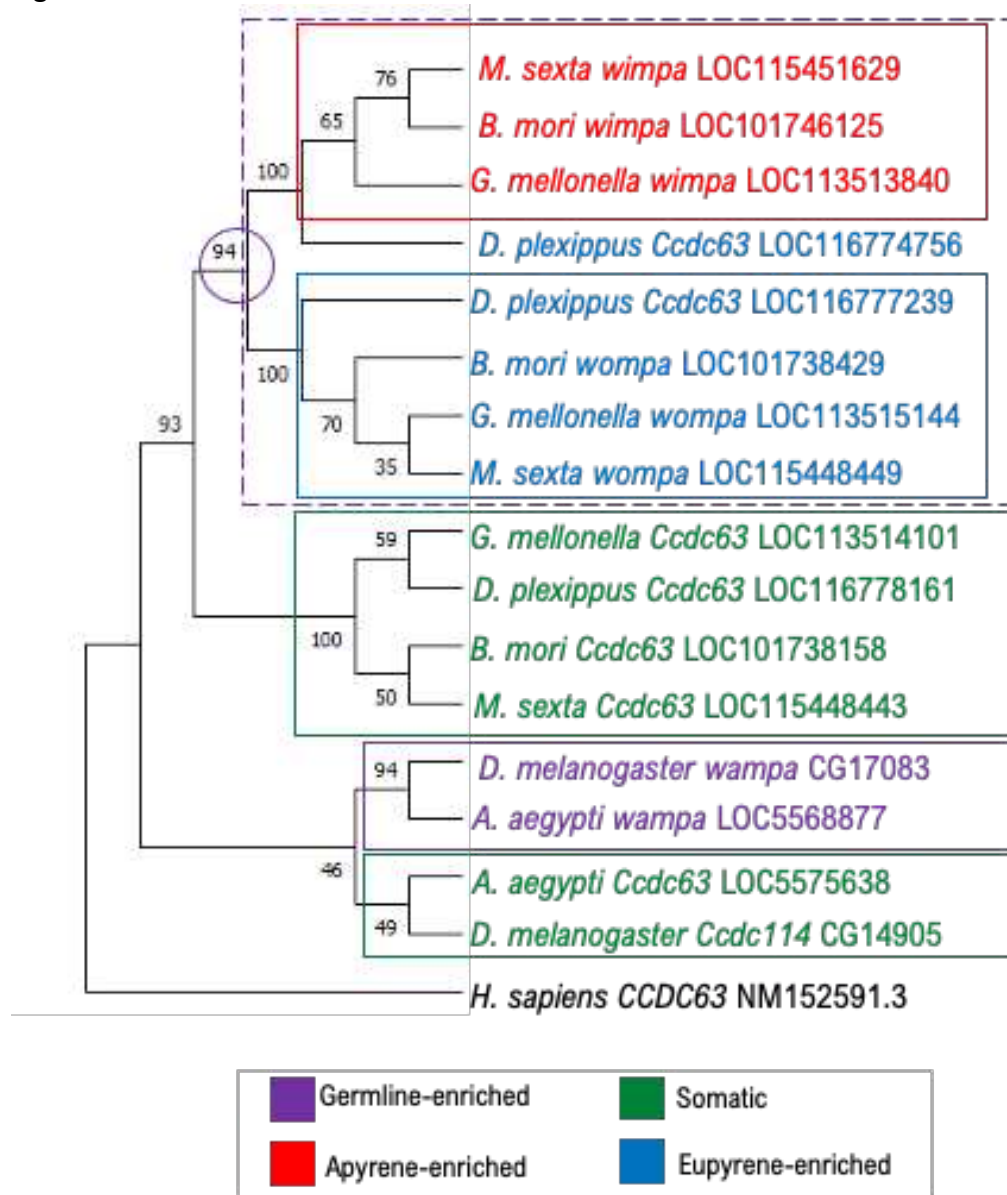 M. sexta wimpa LOC115451629
76
B. mori wimpa LOC101746125
65
G. mellonella wimpa LOC113513840
100
D. plexippus Ccdc63 LOC116774756
94
D. plexippus Ccdc63 LOC116777239
B. mori wompa LOC101738429
100
G. mellonella wompa LOC113515144
70
93
M. sexta wompa LOC115448449
35
G. mellonella Ccdc63 LOC113514101
59
D. plexippus Ccdc63 LOC116778161
100
B. mori Ccdc63 LOC101738158
50
M. sexta Ccdc63 LOC115448443
D. melanogaster wampa CG17083
94
A. aegypti wampa LOC5568877
46
A. aegypti Ccdc63 LOC5575638
49
D. melanogaster Ccdc114 CG14905
H. sapiens CCDC63 NM152591.3
Germline-enriched
Somatic
Apyrene-enriched
Eupyrene-enriched